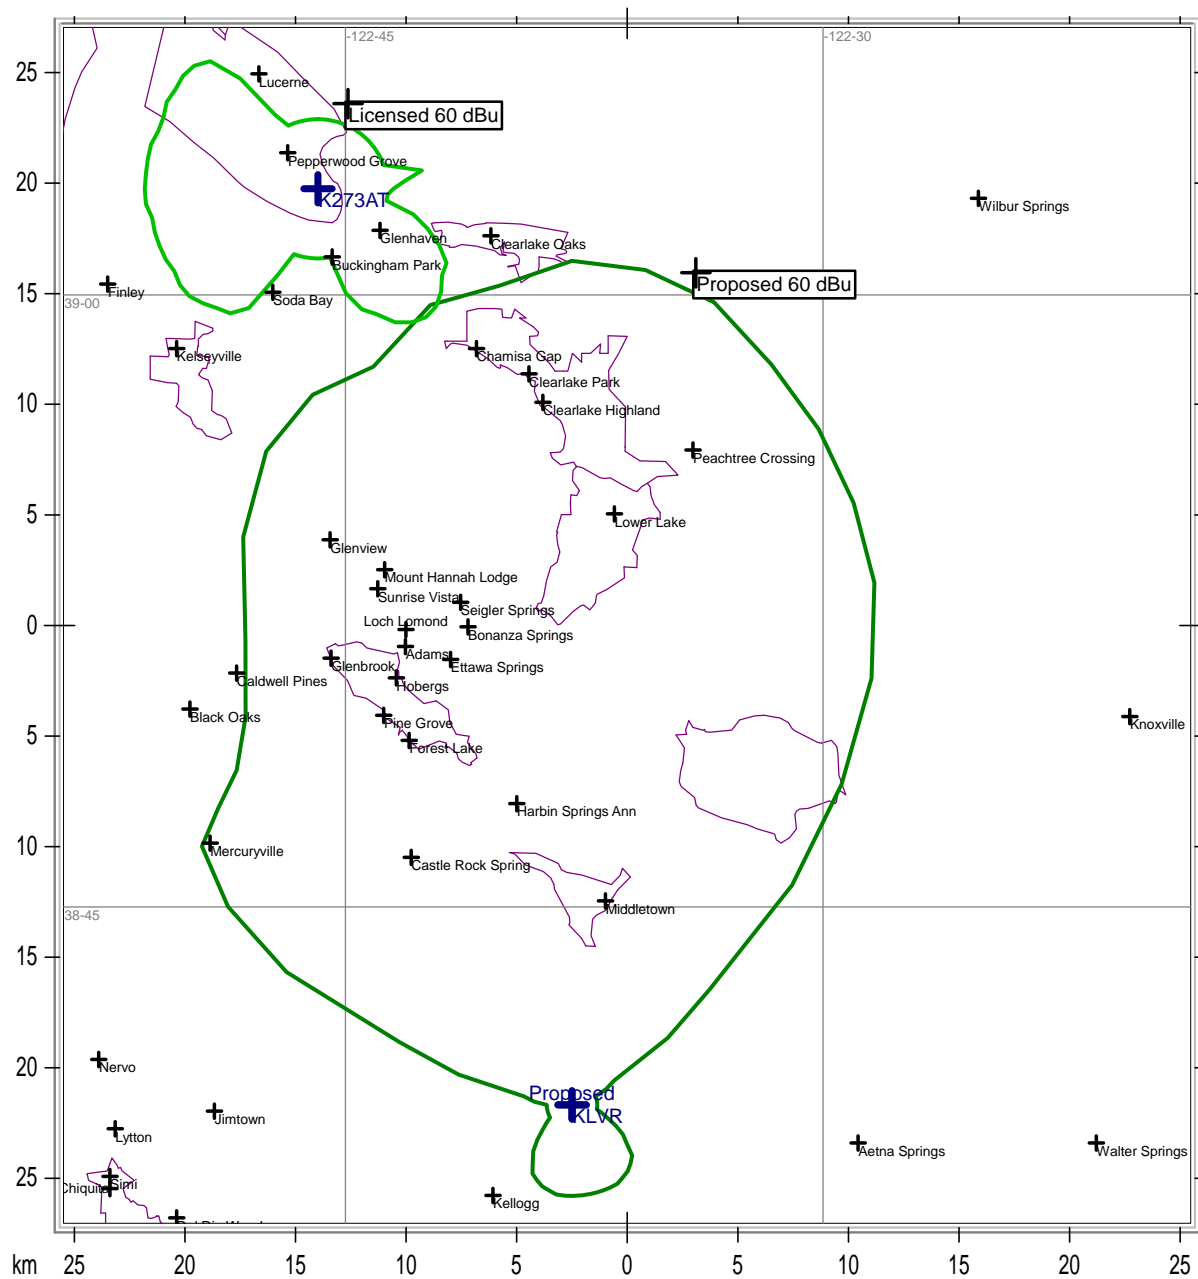 -122-45
-122-30
25
Lucerne
Licensed 60 dBu
Pepperwood Grove
20
K273AT
Wilbur Springs
Glenhaven
Clearlake Oaks
Buckingham Park
Proposed 60 dBu
Finley
Soda Bay
15
39-00
Kelseyville
Chamisa Gap
Clearlake Park
10
Clearlake Highland
Peachtree Crossing
5
Lower Lake
Glenview
Mount Hannah Lodge
Sunrise Vista
Seigler Springs
Loch Lomond
0
Bonanza Springs
Adams
Glenbrook
Ettawa Springs
Caldwell Pines
Hobergs
Black Oaks
Pine Grove
Knoxville
5
Forest Lake
Harbin Springs Ann
10
Mercuryville
Castle Rock Spring
Middletown
38-45
15
20
Nervo
Proposed
KLVR
Jimtown
Lytton
Aetna Springs
Walter Springs
25
Simi
Chiquita
Kellogg
km 25 20 15 10 5 0 5 10 15 20 25